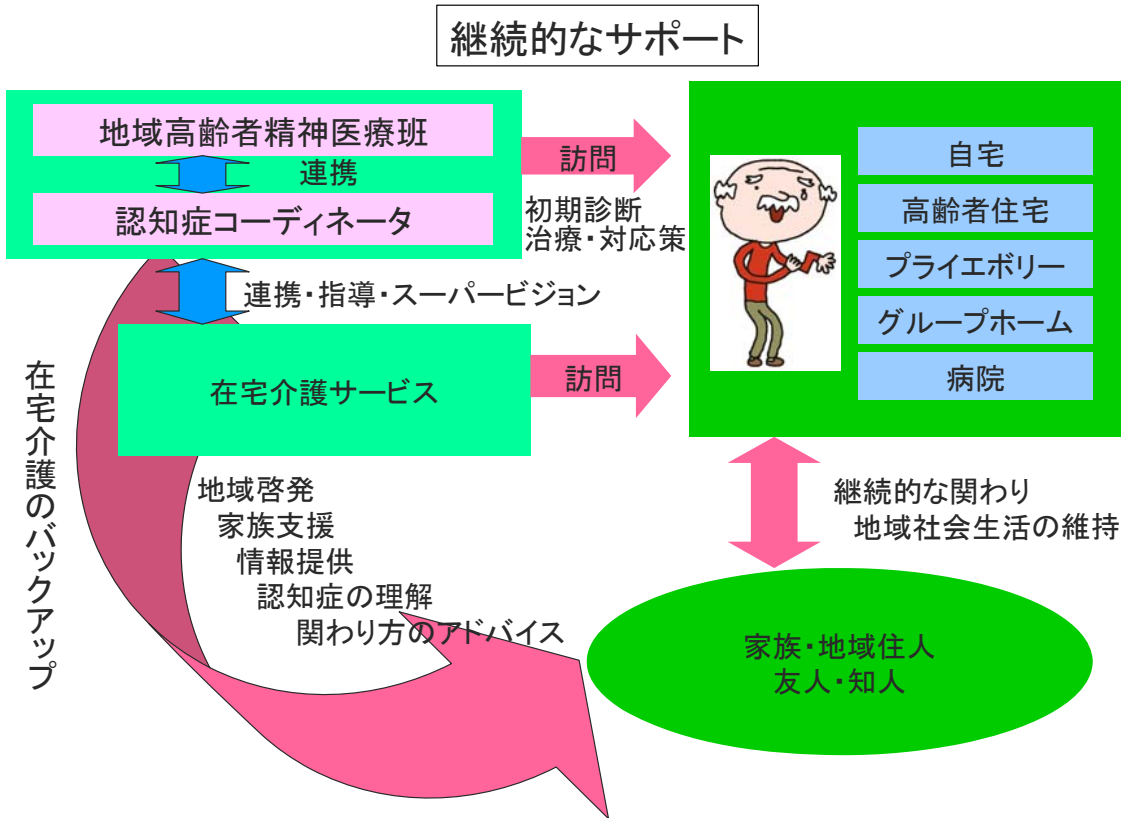 継続的なサポート
地域高齢者精神医療班
連携
認知症コーディネータ
訪問
初期診断
治療・対応策
自宅
高齢者住宅
プライエボリー
グループホーム
病院
連携・指導・スーパービジョン
在宅介護サービス
訪問
在宅介護のバックアップ
地域啓発
家族支援
情報提供
認知症の理解
関わり方のアドバイス
継続的な関わり
地域社会生活の維持
家族・地域住人
友人・知人